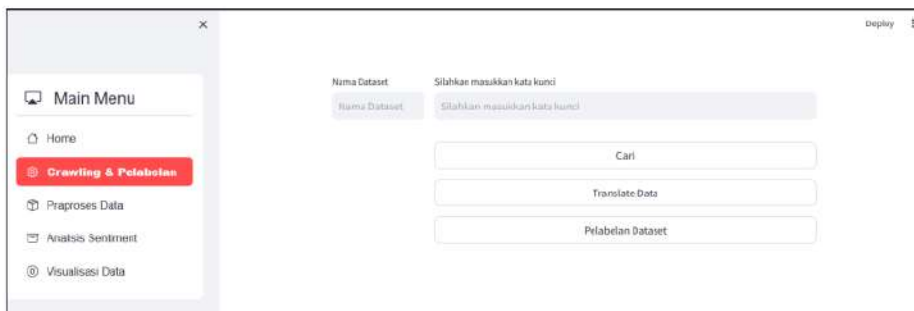 Deploy
Main Menu
Home
Crawling & Pelabelan
Praproses Data
Analisis Sentiment
Visualisasi Data
Nama Dataset
Silahkan masukkan kata kunci
Nama Dataset
Silahkan masukkan kata kunci
Cari
Translate Data
Pelabelan Dataset